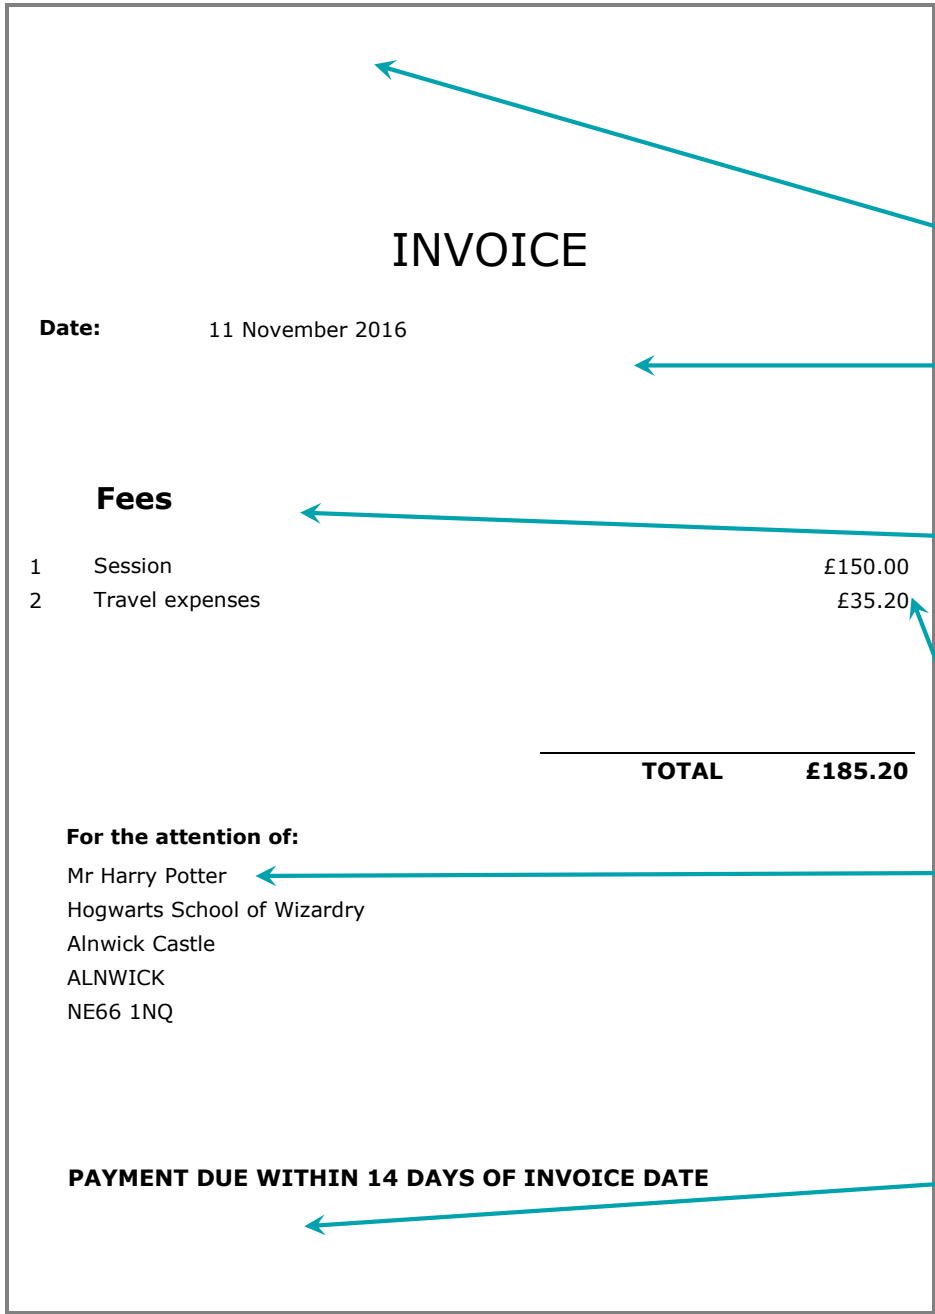 INVOICE
Date: 11 November 2016
Fees
1 Session £150.00
2 Travel expenses £35.20
TOTAL £185.20
For the attention of:
Mr Harry Potter
Hogwarts School of Wizardry
Alnwick Castle
ALNWICK
NE66 1NQ
PAYMENT DUE WITHIN 14 DAYS OF INVOICE DATE